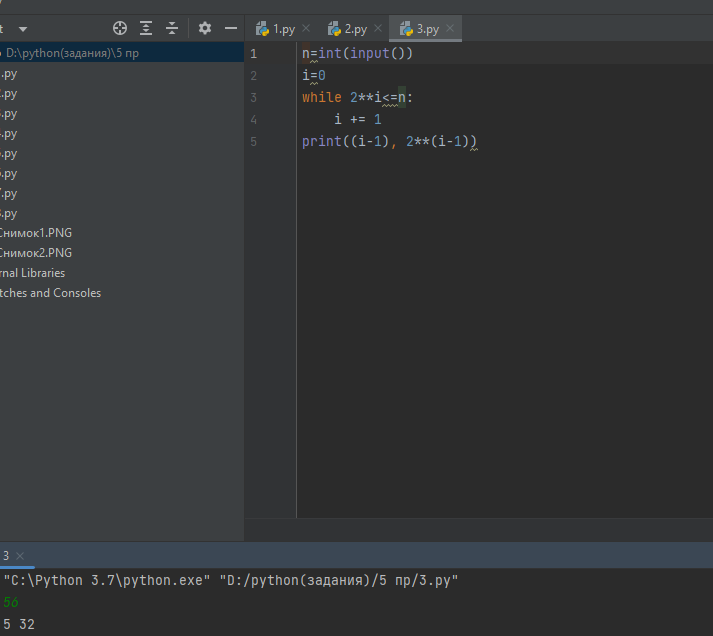 D:\python(задания)\5 пр
1.py
2.py
3.py
.py
.py
.py
.py
.py
.py
.py
.py
Снимок1.PNG
Снимок2.PNG
rnal Libraries
tches and Consoles
1 n=int(input())
2 i=0
3 while 2**i<=n:
4 i += 1
5 print((i-1), 2**(i-1))
3
"C:\Python 3.7\python.exe" "D:/python(задания)/5 пр/3.py"
56
5 32